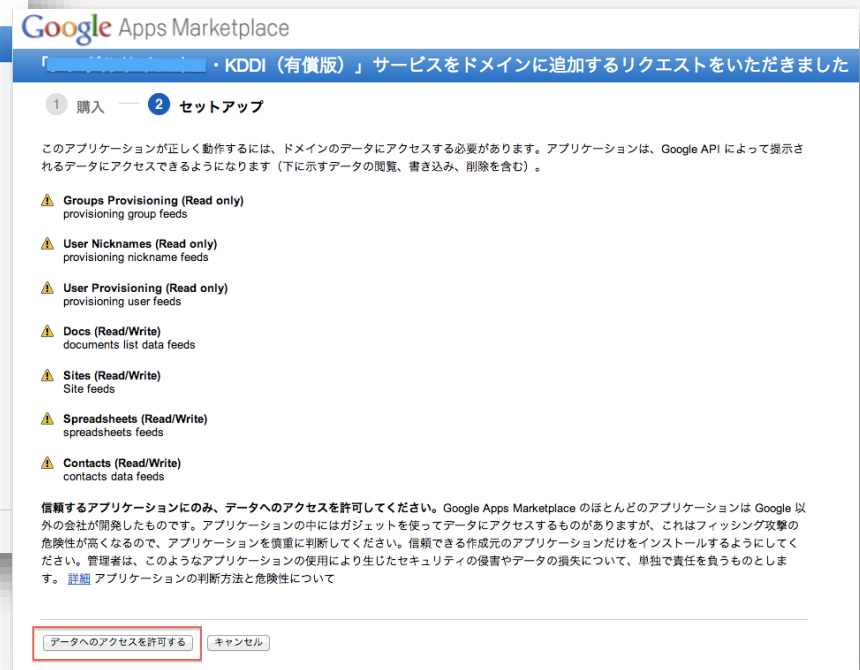 Google Apps Marketplace
「 ・KDDI（有償版）」サービスをドメインに追加するリクエストをいただきました
1 購入 2 セットアップ
このアプリケーションが正しく動作するには、ドメインのデータにアクセスする必要があります。アプリケーションは、Google API によって提示さ
れるデータにアクセスできるようになります（下に示すデータの閲覧、書き込み、削除を含む）。
Groups Provisioning (Read only)
provisioning group feeds
User Nicknames (Read only)
provisioning nickname feeds
User Provisioning (Read only)
provisioning user feeds
Docs (Read/Write)
documents list data feeds
Sites (Read/Write)
Site feeds
Spreadsheets (Read/Write)
spreadsheets feeds
Contacts (Read/Write)
contacts data feeds
信頼するアプリケーションにのみ、データへのアクセスを許可してください。Google Apps Marketplace のほとんどのアプリケーションは Google 以
外の会社が開発したものです。アプリケーションの中にはガジェットを使ってデータにアクセスするものがありますが、これはフィッシング攻撃の
危険性が高くなるので、アプリケーションを慎重に判断してください。信頼できる作成元のアプリケーションだけをインストールするようにしてく
ださい。管理者は、このようなアプリケーションの使用により生じたセキュリティの侵害やデータの損失について、単独で責任を負うものとしま
す。 詳細 アプリケーションの判断方法と危険性について
データへのアクセスを許可する キャンセル